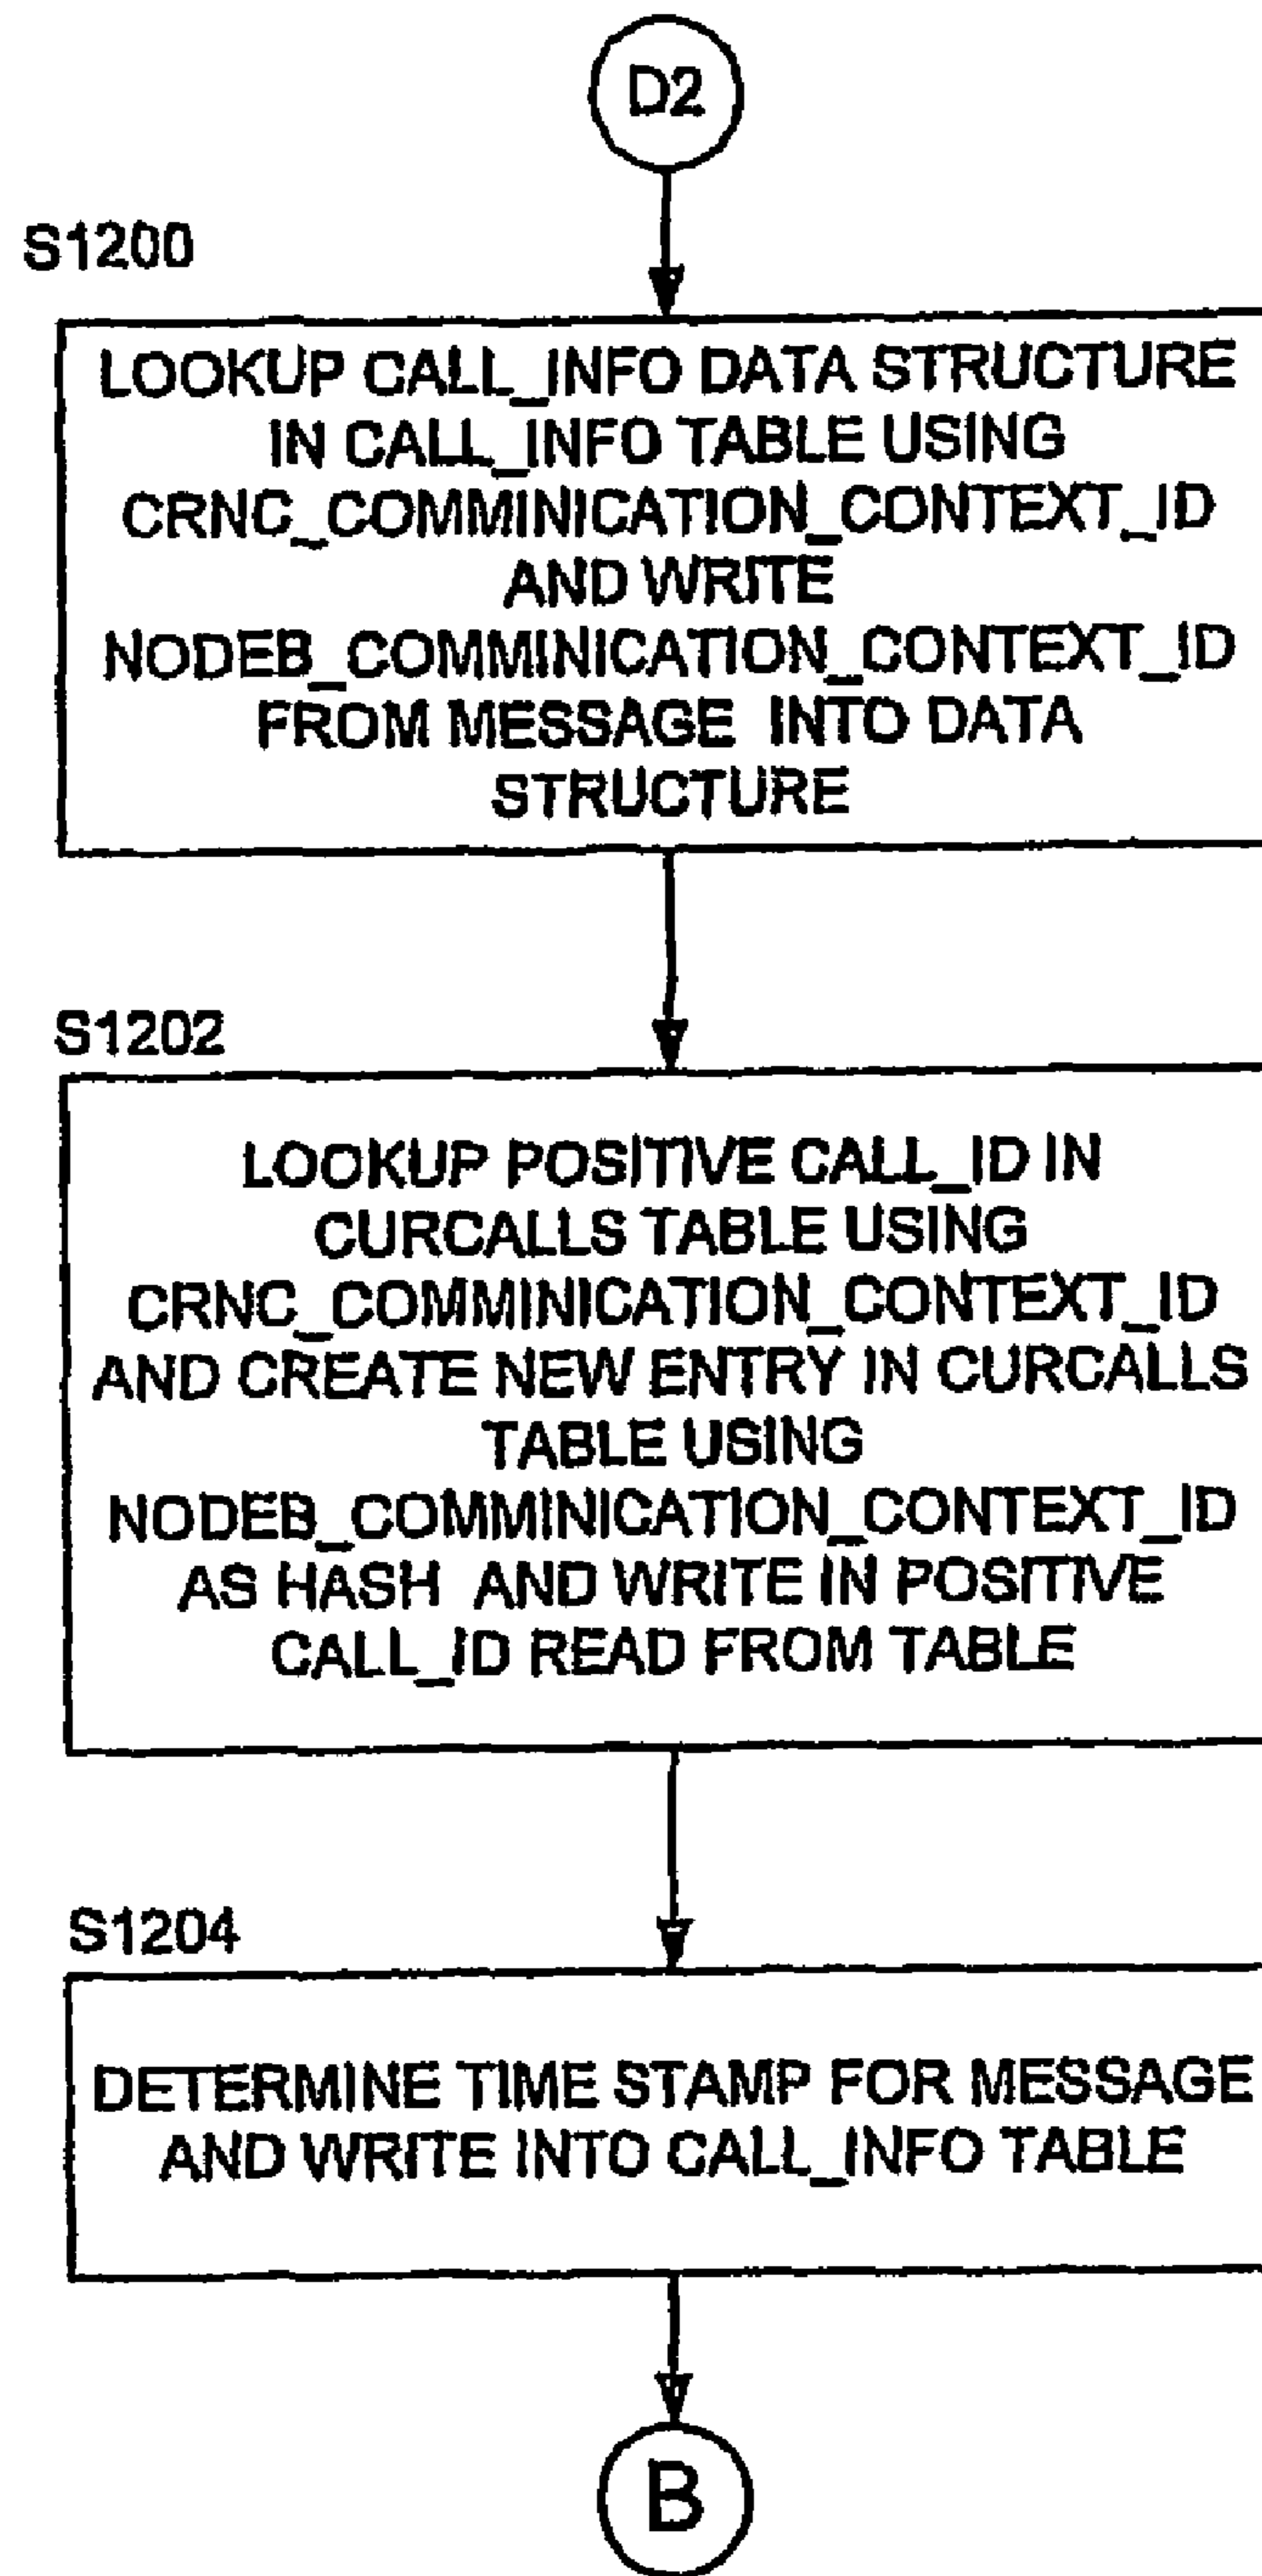 D2
S1200
LOOKUP CALL_INFO DATA STRUCTURE
IN CALL_INFO TABLE USING
CRNC_COMMINICATION_CONTEXT_ID
AND WRITE
NODEB_COMMINICATION_CONTEXT_ID
FROM MESSAGE INTO DATA
STRUCTURE
S1202
LOOKUP POSITIVE CALL_ID IN
CURCALLS TABLE USING
CRNC_COMMINICATION_CONTEXT_ID
AND CREATE NEW ENTRY IN CURCALLS
TABLE USING
NODEB_COMMINICATION_CONTEXT_ID
AS HASH AND WRITE IN POSITIVE
CALL_ID READ FROM TABLE
S1204
DETERMINE TIME STAMP FOR MESSAGE
AND WRITE INTO CALL_INFO TABLE
B